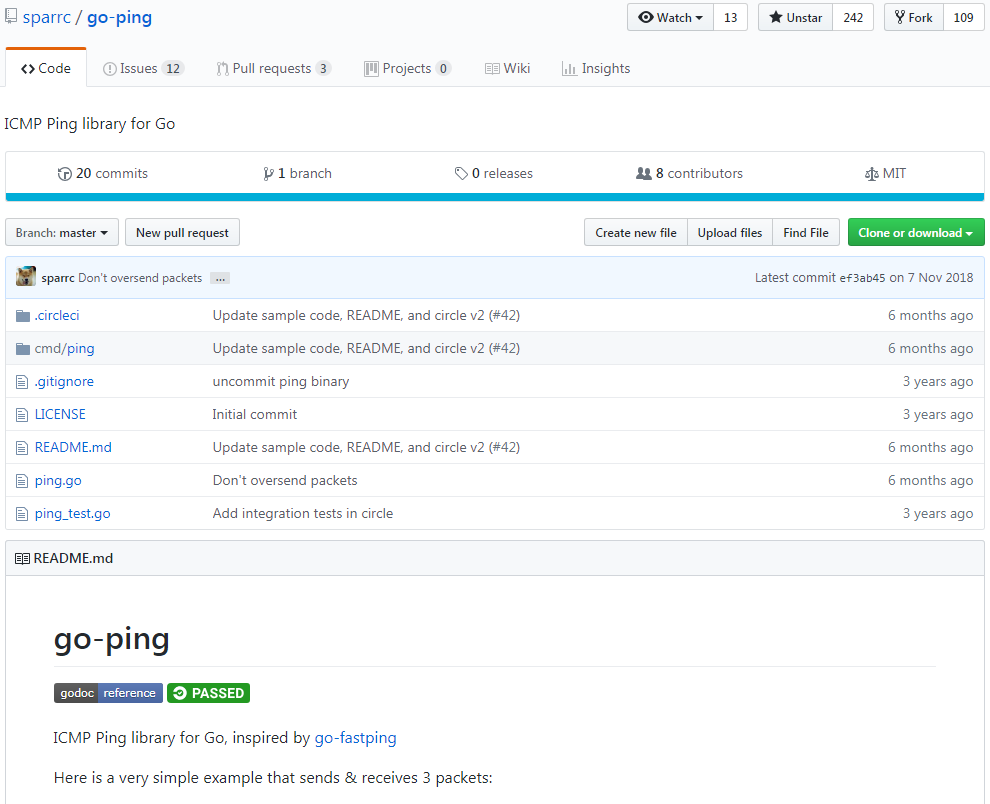 sparrc / go-ping
Watch 13 Unstar 242 Fork 109
Code Issues 12 Pull requests 3 Projects 0 Wiki Insights
ICMP Ping library for Go
20 commits 1 branch 0 releases 8 contributors MIT
Branch: master New pull request Create new file Upload files Find File Clone or download
sparrc Don't oversend packets ... Latest commit ef3ab45 on 7 Nov 2018
.circleci Update sample code, README, and circle v2 (#42) 6 months ago
cmd/ping Update sample code, README, and circle v2 (#42) 6 months ago
.gitignore uncommit ping binary 3 years ago
LICENSE Initial commit 3 years ago
README.md Update sample code, README, and circle v2 (#42) 6 months ago
ping.go Don't oversend packets 6 months ago
ping_test.go Add integration tests in circle 3 years ago
README.md
go-ping
godoc reference PASSED
ICMP Ping library for Go, inspired by go-fastping
Here is a very simple example that sends & receives 3 packets: